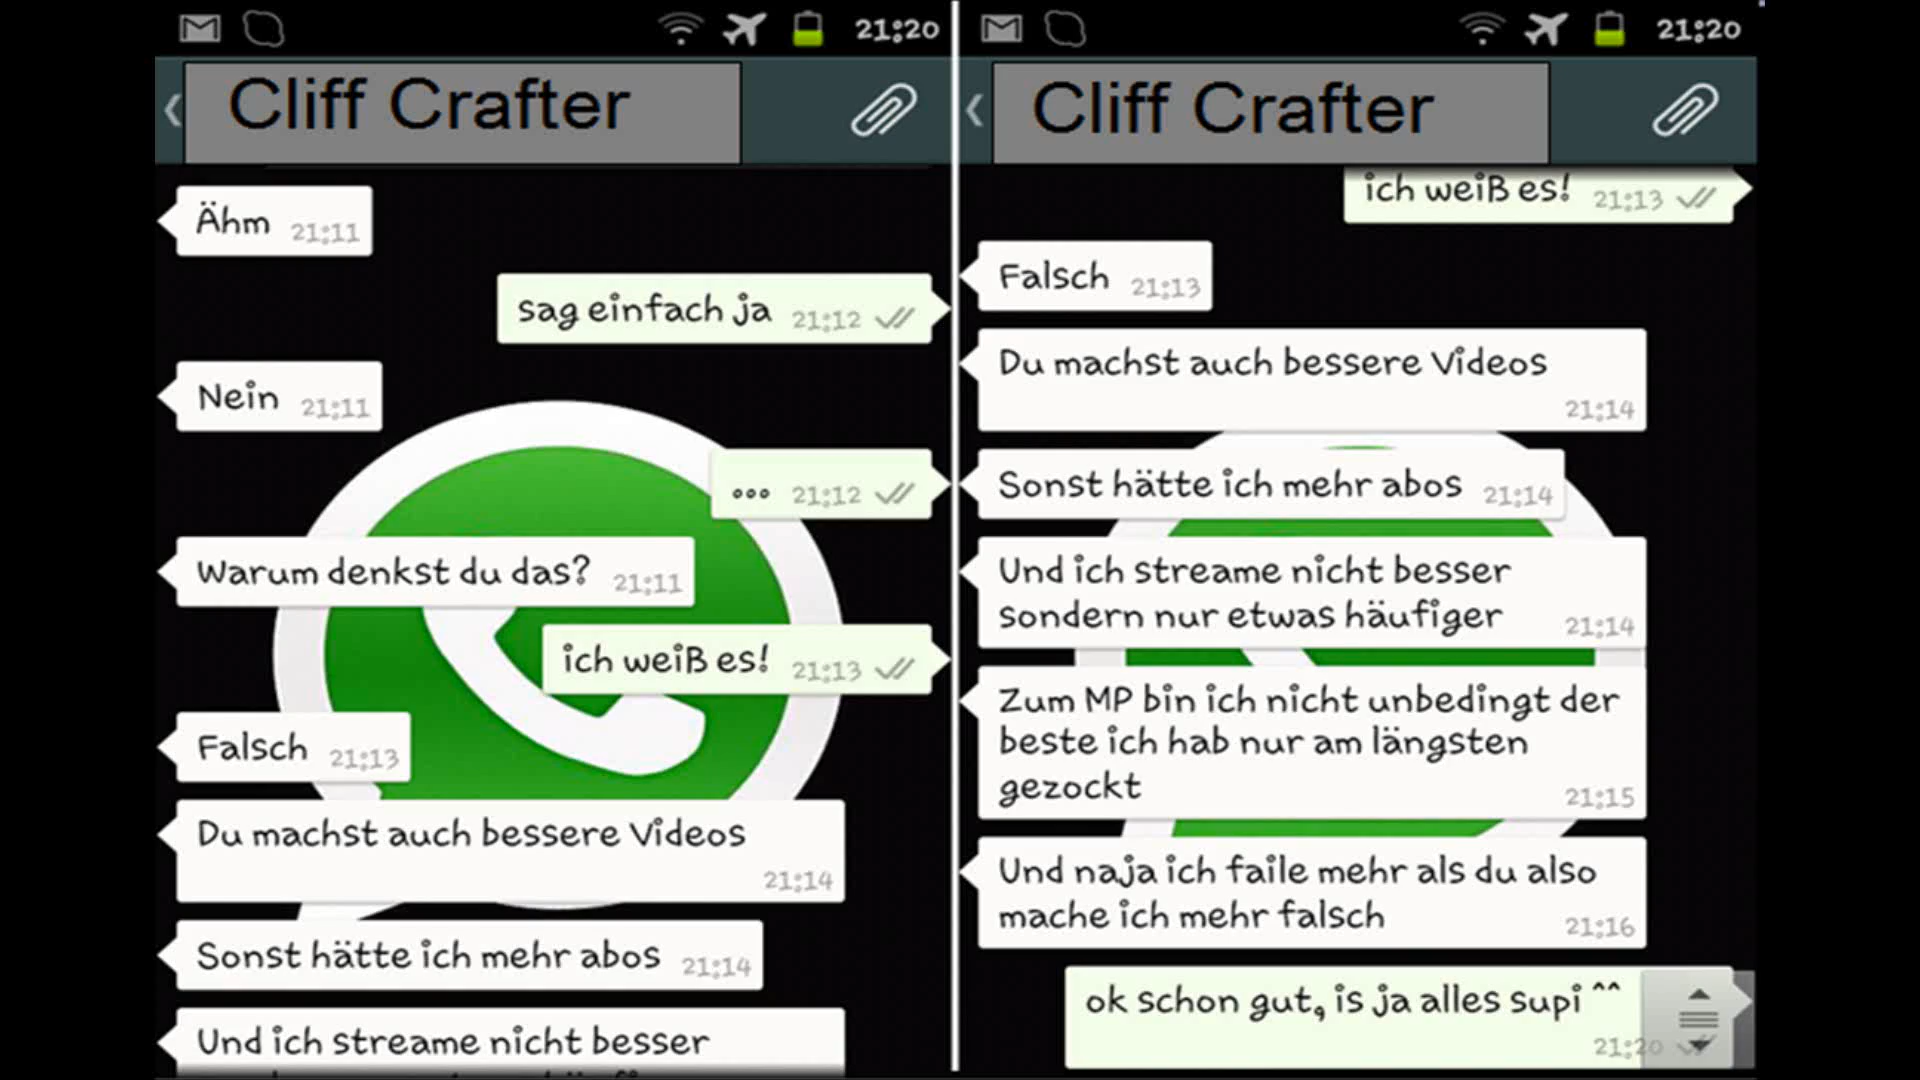 21:20
Cliff Crafter
Ähm 21:11
sag einfach ja 21:12
Nein 21:11
... 21:12
Warum denkst du das? 21:11
ich weiß es! 21:13
Falsch 21:13
Du machst auch bessere Videos
21:14
Sonst hätte ich mehr abos 21:14
Und ich streame nicht besser
21:20
Cliff Crafter
ich weiß es! 21:13
Falsch 21:13
Du machst auch bessere Videos
21:14
Sonst hätte ich mehr abos 21:14
Und ich streame nicht besser
sondern nur etwas häufiger 21:14
Zum MP bin ich nicht unbedingt der
beste ich hab nur am längsten
gezockt 21:15
Und naja ich faile mehr als du also
mache ich mehr falsch 21:16
ok schon gut, is ja alles supi ^^
21:20